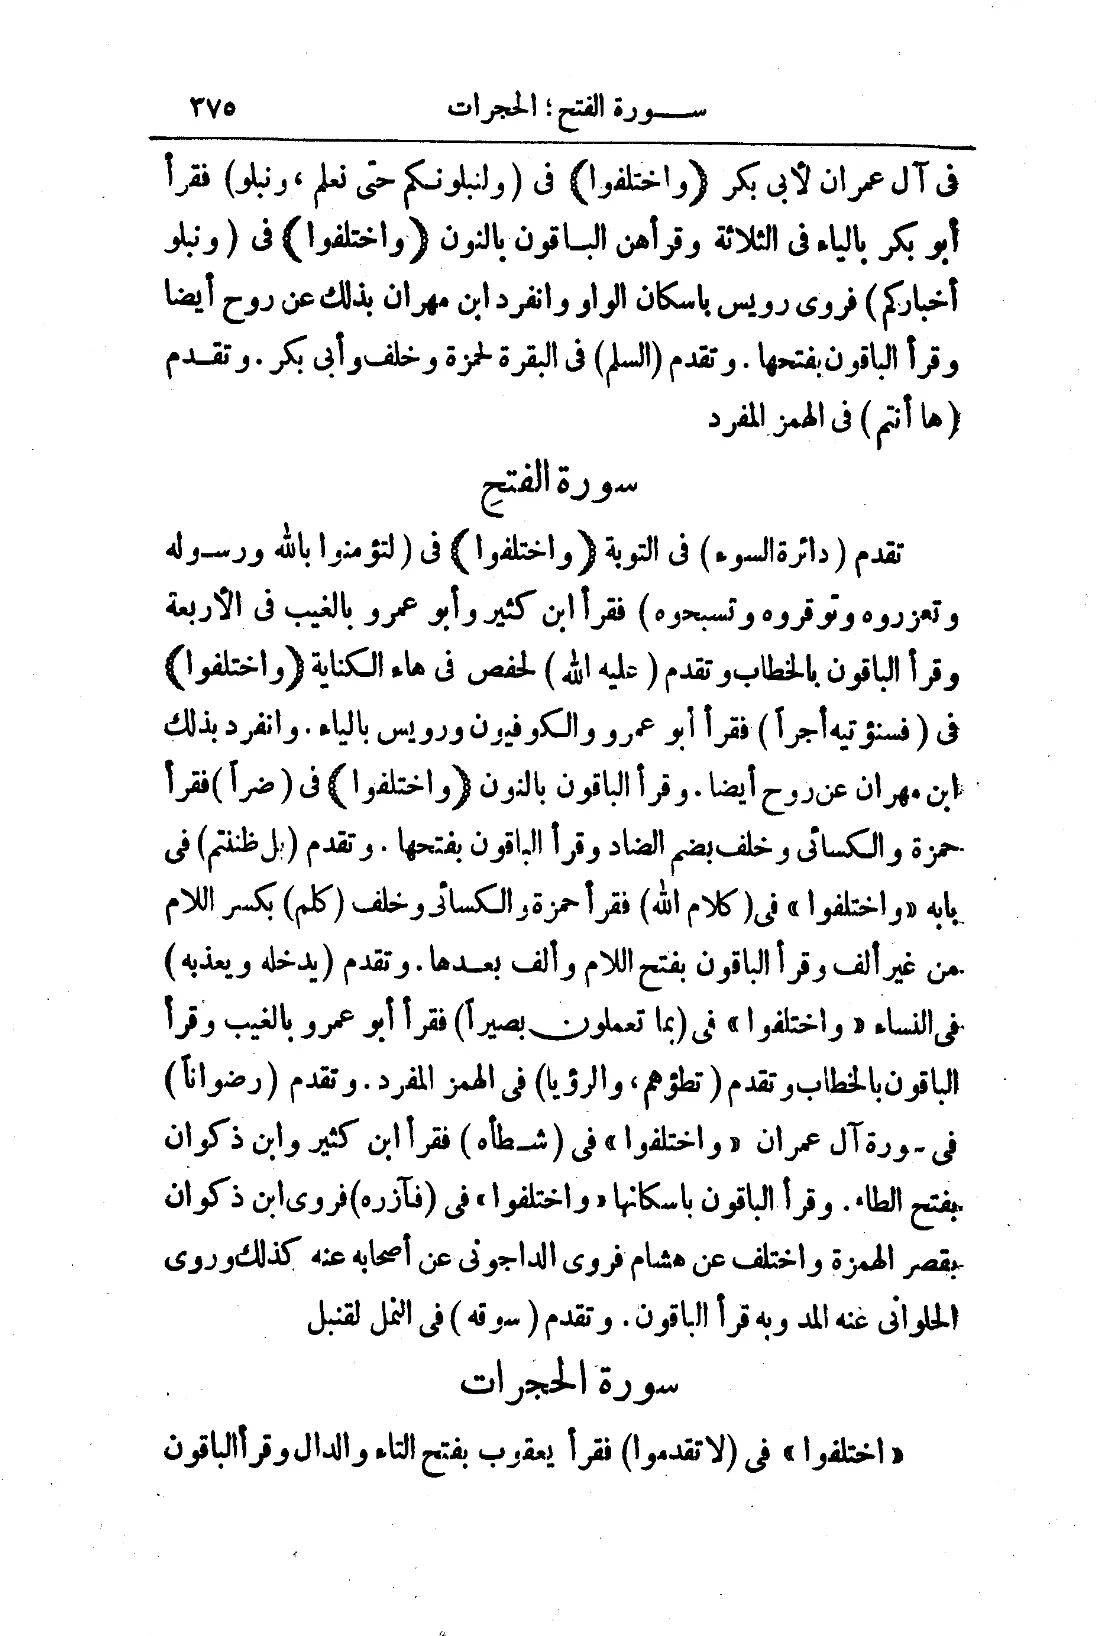 سورة الفتح ؛ الحجرات ٣٧٥
فى آل عمران لأبى بكر ﴿واختلفوا﴾ فى (ولنبلونكم حتى نعلم ، ونبلو) فقرأ
أبو بكر بالياء فى الثلاثة وقرأهن الباقون بالنون ﴿واختلفوا﴾ فى (ونبلو
أخباركم) فروى رويس باسكان الواو وانفرد ابن مهران بذلك عن روح أيضا
وقرأ الباقون بفتحها . وتقدم (السلم) فى البقرة لحمزة وخلف وأبى بكر . وتقدم
(ها أنتم) فى الهمز المفرد
سورة الفتح
تقدم (دائرة السوء) فى التوبة ﴿واختلفوا﴾ فى (لتؤمنوا بالله ورسوله
وتعزروه وتوقروه وتسبحوه) فقرأ ابن كثير وأبو عمرو بالغيب فى الأربعة
وقرأ الباقون بالخطاب وتقدم (عليه الله) لحفص فى هاء الكناية ﴿واختلفوا﴾
فى (فسنؤتيه أجراً) فقرأ أبو عمرو والكوفيون ورويس بالياء . وانفرد بذلك
ابن مهران عن روح أيضا . وقرأ الباقون بالنون ﴿واختلفوا﴾ فى (ضراً) فقرأ
حمزة والكسائى وخلف بضم الضاد وقرأ الباقون بفتحها . وتقدم (بل ظننتم) فى
بابه «واختلفوا» فى (كلام الله) فقرأ حمزة والكسائى وخلف (كلم) بكسر اللام
من غير ألف وقرأ الباقون بفتح اللام وألف بعدها . وتقدم (يدخله ويعذبه)
فى النساء «واختلفوا» فى (بما تعملون بصيراً) فقرأ أبو عمرو بالغيب وقرأ
الباقون بالخطاب وتقدم (تطؤهم ، والرؤيا) فى الهمز المفرد . وتقدم (رضواناً)
فى سورة آل عمران «واختلفوا» فى (شطأه) فقرأ ابن كثير وابن ذكوان
بفتح الطاء . وقرأ الباقون باسكانها «واختلفوا» فى (فآزره) فروى ابن ذكوان
بقصر الهمزة واختلف عن هشام فروى الداجونى عن أصحابه عنه كذلك وروى
الحلوانى عنه المد وبه قرأ الباقون . وتقدم (سوقه) فى النمل لقنبل
سورة الحجرات
«اختلفوا» فى (لا تقدموا) فقرأ يعقوب بفتح التاء والدال وقرأ الباقون